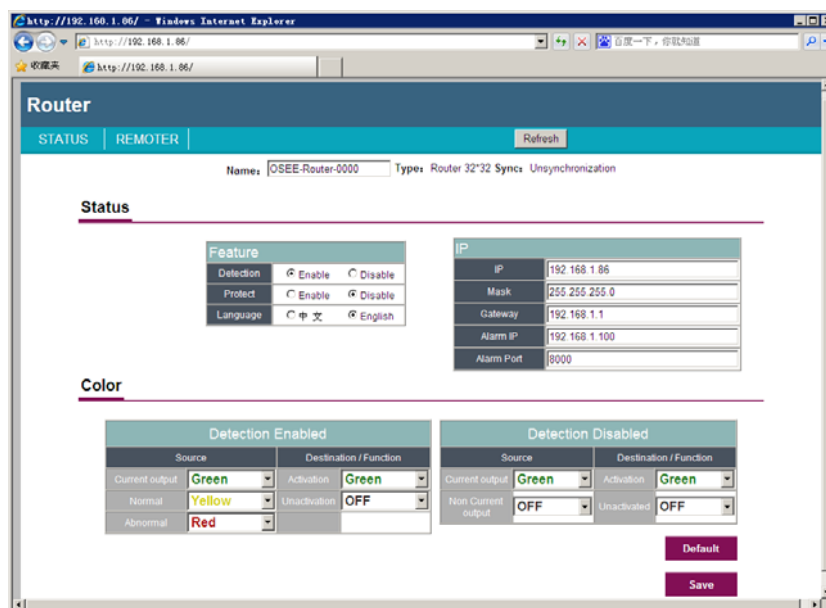 http://192.168.1.86/ - Windows Internet Explorer
http://192.168.1.86/
百度一下，你就知道
收藏夹
http://192.168.1.86/
Router
STATUS REMOTER Refresh
Name: OSEE-Router-0000 Type: Router 32*32 Sync: Unsynchronization
Status
Feature
Detection Enable Disable
Protect Enable Disable
Language 中 文 English
IP
IP 192.168.1.86
Mask 255.255.255.0
Gateway 192.168.1.1
Alarm IP 192.168.1.100
Alarm Port 8000
Color
Detection Enabled
Source Destination / Function
Current output Green Activation Green
Normal Yellow Unactivation OFF
Abnormal Red
Detection Disabled
Source Destination / Function
Current output Green Activation Green
Non Current
output OFF Unactivated OFF
Default
Save